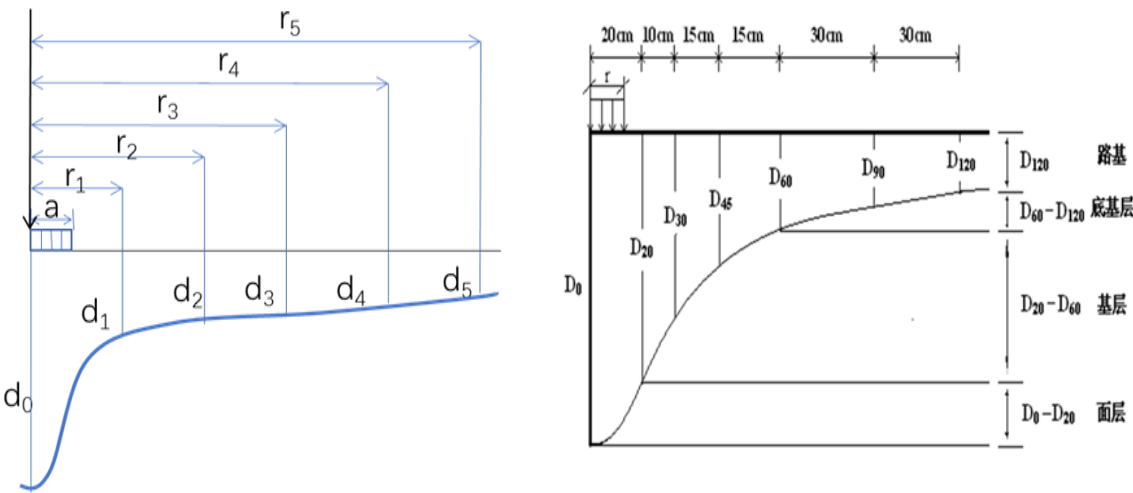 r₅
r₄
r₃
r₂
r₁
a
d₀
d₁
d₂
d₃
d₄
d₅
20cm 10cm 15cm 15cm 30cm 30cm
r
D₀
D₂₀
D₃₀
D₄₅
D₆₀
D₉₀
D₁₂₀
D₁₂₀ 路基
D₆₀-D₁₂₀ 底基层
D₂₀-D₆₀ 基层
D₀-D₂₀ 面层